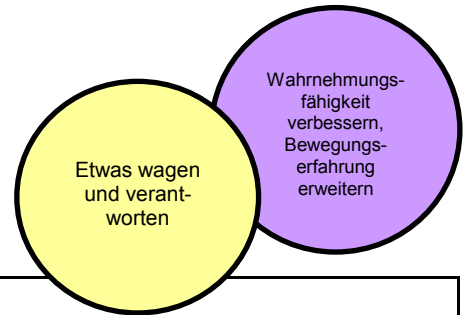 Wahrnehmungs-
fähigkeit
verbessern,
Bewegungs-
erfahrung
erweitern
Etwas wagen
und verant-
worten